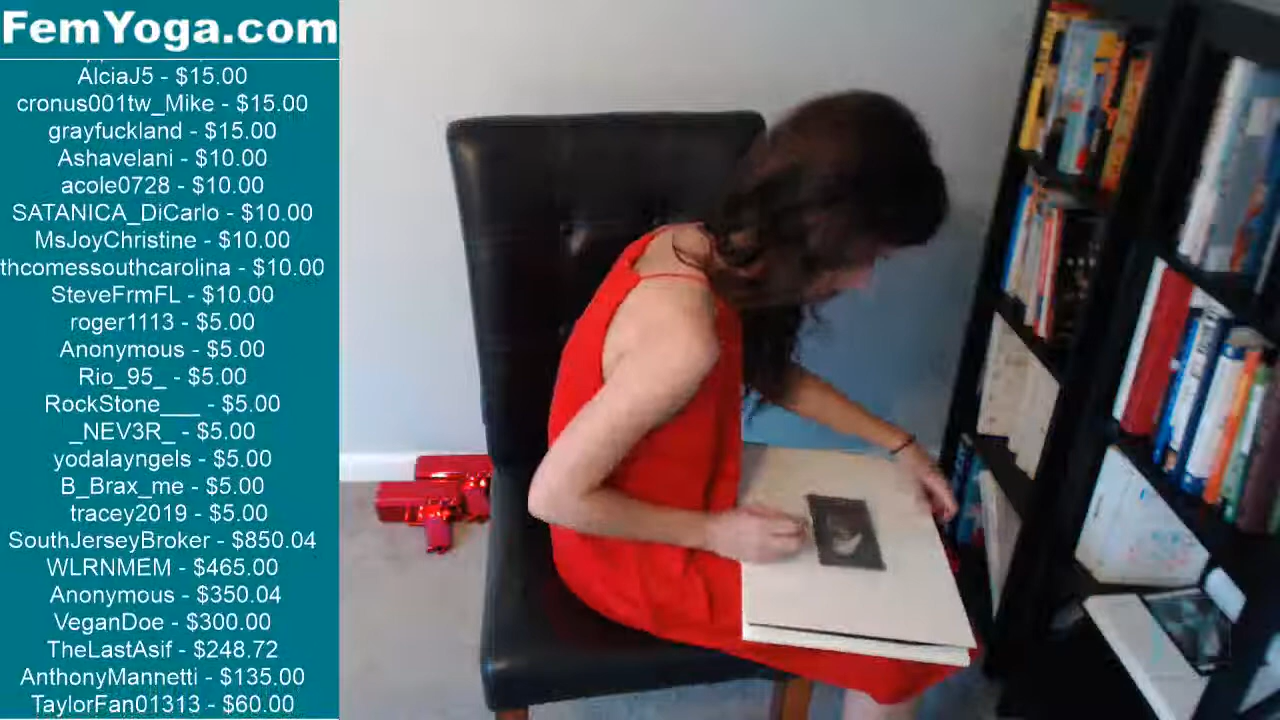 FemYoga.com
AlciaJ5 - $15.00
cronus001tw_Mike - $15.00
grayfuckland - $15.00
Ashavelani - $10.00
acole0728 - $10.00
SATANICA_DiCarlo - $10.00
MsJoyChristine - $10.00
thcomessouthcarolina - $10.00
SteveFrmFL - $10.00
roger1113 - $5.00
Anonymous - $5.00
Rio_95_ - $5.00
RockStone___ - $5.00
_NEV3R_ - $5.00
yodalayngels - $5.00
B_Brax_me - $5.00
tracey2019 - $5.00
SouthJerseyBroker - $850.04
WLRNMEM - $465.00
Anonymous - $350.04
VeganDoe - $300.00
TheLastAsif - $248.72
AnthonyMannetti - $135.00
TaylorFan01313 - $60.00